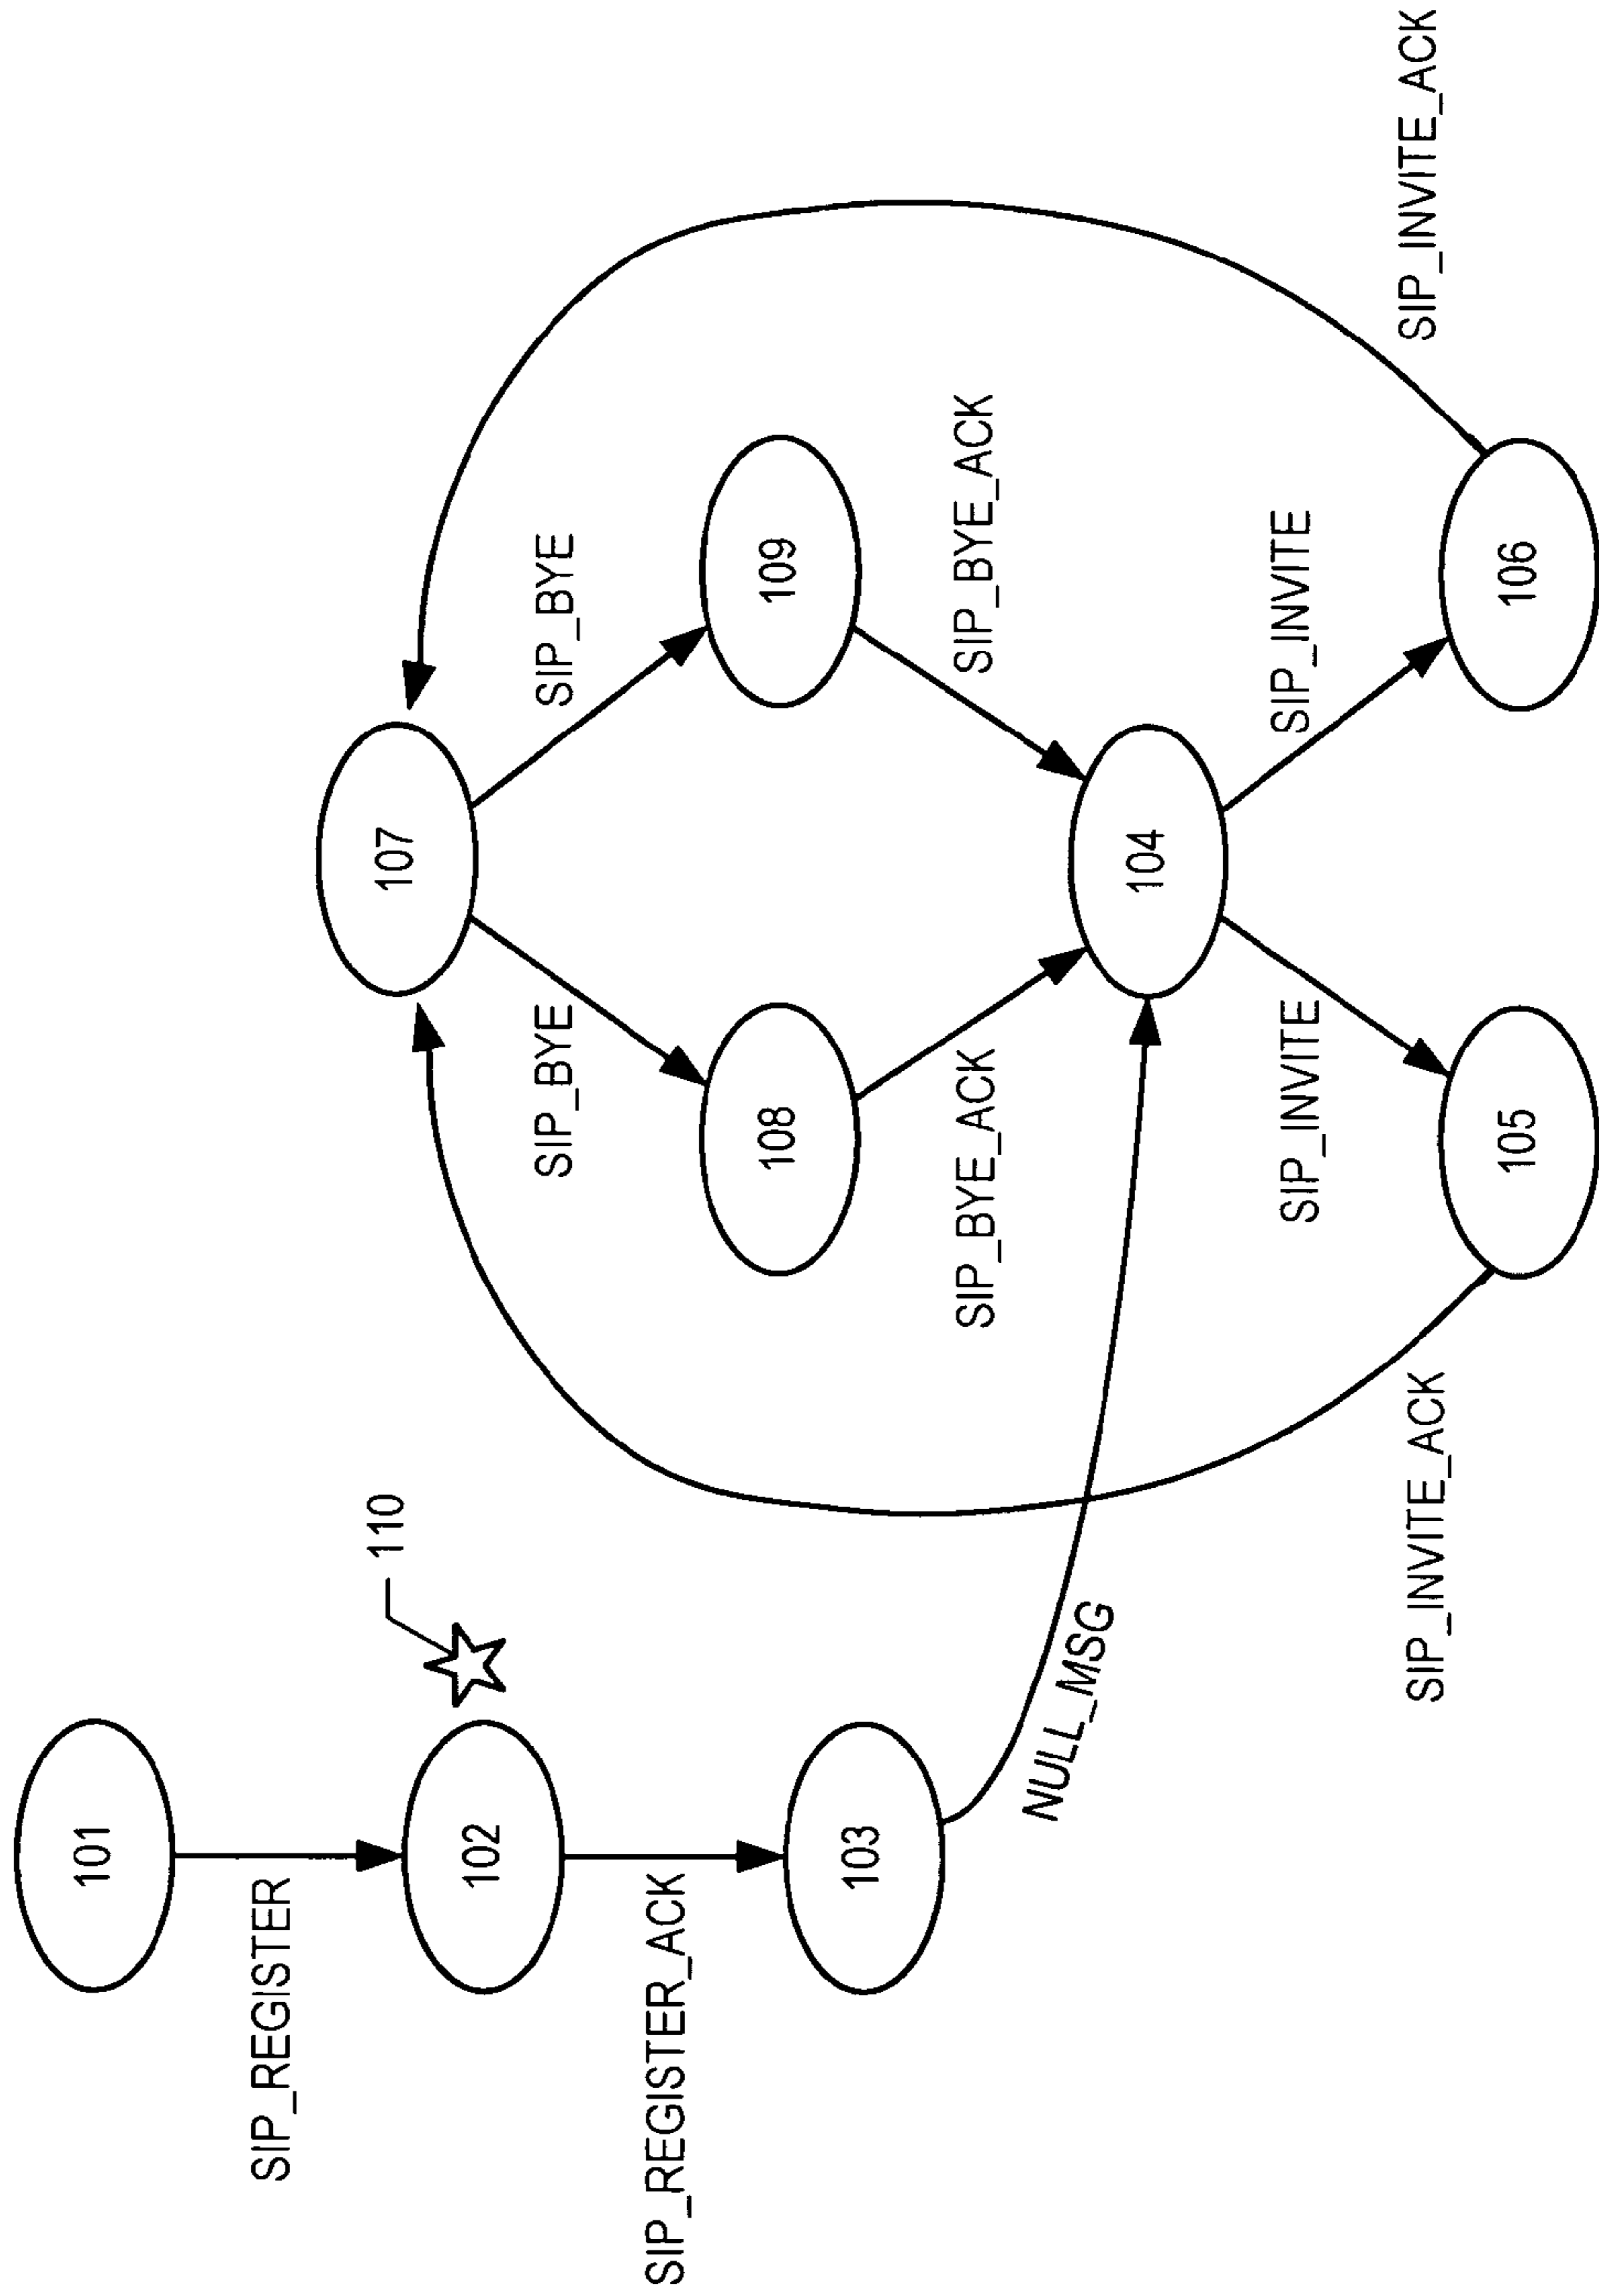 101
SIP_REGISTER
102
110
SIP_REGISTER_ACK
103
NULL_MSG
107
SIP_BYE
SIP_BYE
108
109
SIP_BYE_ACK
SIP_BYE_ACK
104
SIP_INVITE
SIP_INVITE
105
106
SIP_INVITE_ACK
SIP_INVITE_ACK